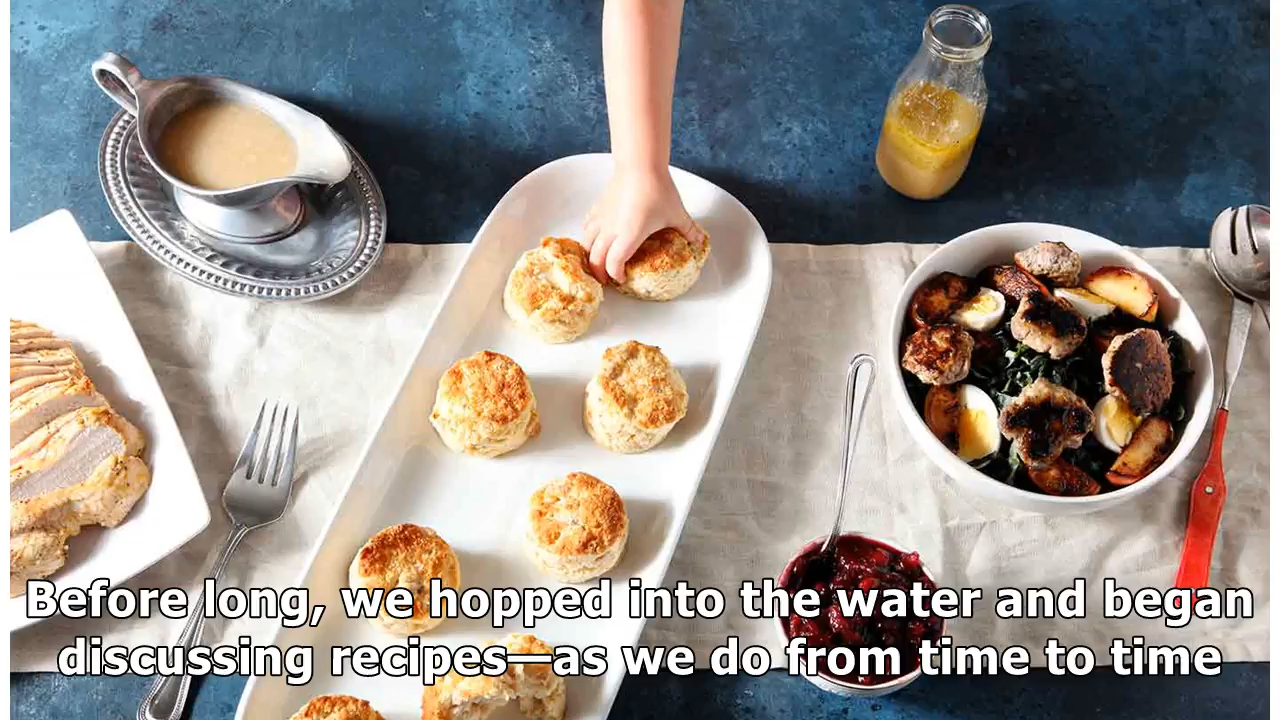 Before long, we hopped into the water and began
discussing recipes—as we do from time to time